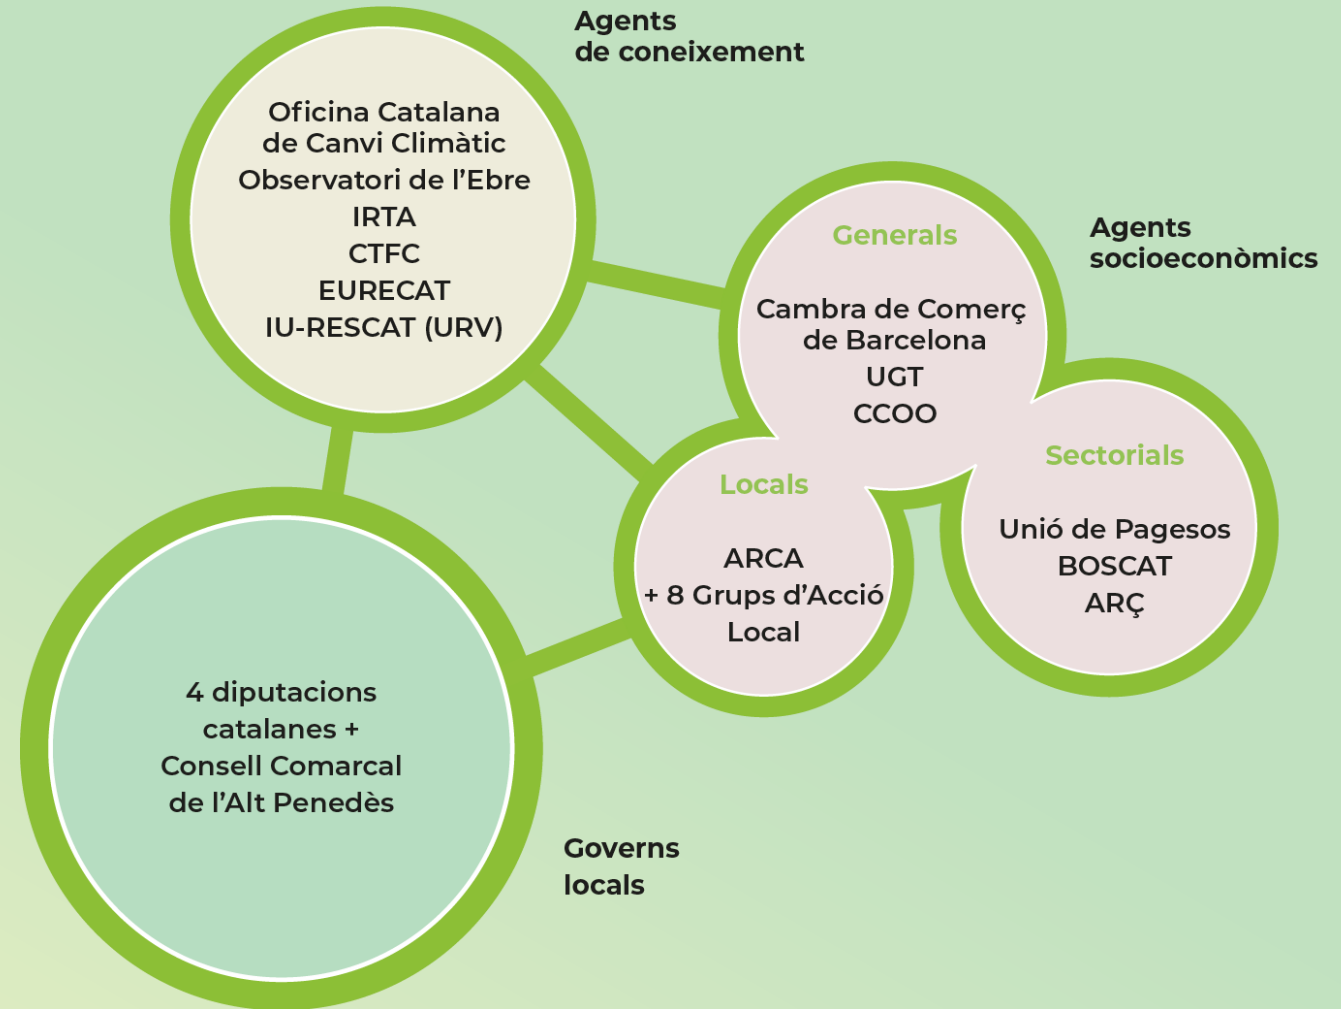 Agents
de coneixement
Oficina Catalana
de Canvi Climàtic
Observatori de l’Ebre
IRTA
CTFC
EURECAT
IU-RESCAT (URV)
Agents
socioeconòmics
Generals
Cambra de Comerç
de Barcelona
UGT
CCOO
Sectorials
Unió de Pagesos
BOSCAT
ARÇ
Locals
ARCA
+ 8 Grups d’Acció
Local
4 diputacions
catalanes +
Consell Comarcal
de l’Alt Penedès
Governs
locals